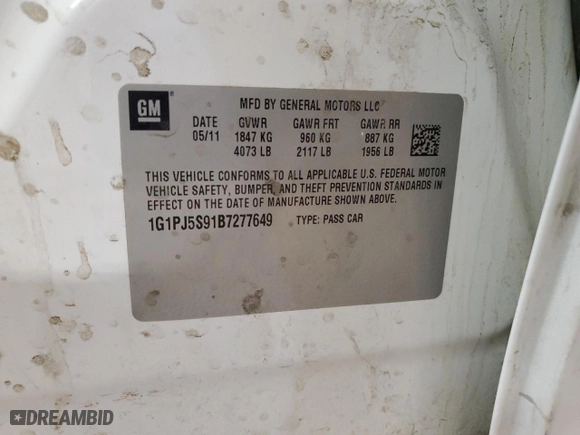 GM
MFD BY GENERAL MOTORS LLC
DATE GVWR GAWR FRT GAWR RR
05/11 1847 KG 960 KG 887 KG
4073 LB 2117 LB 1956 LB
THIS VEHICLE CONFORMS TO ALL APPLICABLE U.S. FEDERAL MOTOR
VEHICLE SAFETY, BUMPER, AND THEFT PREVENTION STANDARDS IN
EFFECT ON THE DATE OF MANUFACTURE SHOWN ABOVE.
1G1PJ5S91B7277649 TYPE: PASS CAR
DREAMBID